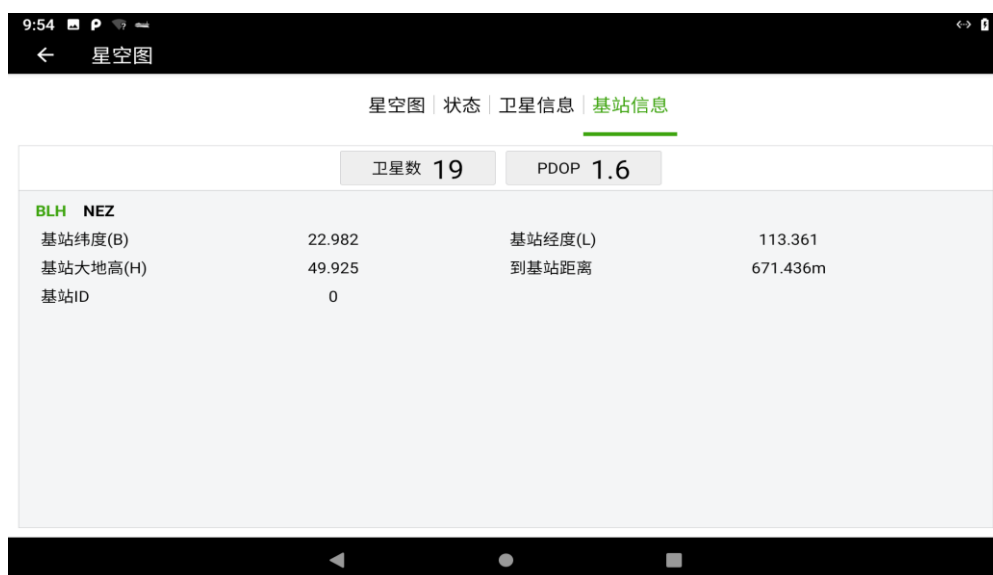 9:54
星空图
星空图 状态 卫星信息 基站信息
卫星数 19 PDOP 1.6
BLH NEZ
基站纬度(B) 22.982 基站经度(L) 113.361
基站大地高(H) 49.925 到基站距离 671.436m
基站ID 0